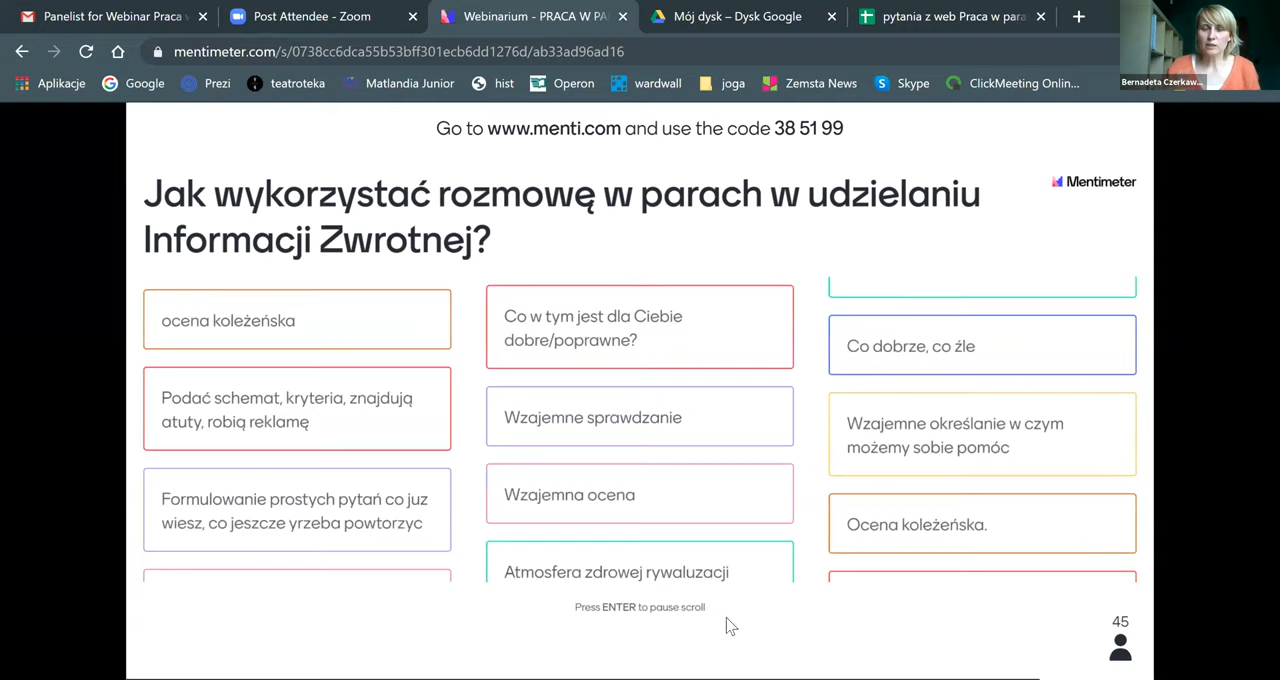 Panelist for Webinar Praca w
Post Attendee - Zoom
Webinarium - PRACA W PA
Mój dysk – Dysk Google
pytania z web Praca w para
mentimeter.com/s/0738cc6dca55b53bff301ecb6dd1276d/ab33ad96ad16
Aplikacje
Google
Prezi
teatroteka
Matlandia Junior
hist
Operon
wardwall
joga
Zemsta News
Skype
ClickMeeting Onlin...
Bernadeta Czerkaw...
Go to www.menti.com and use the code 38 51 99
Jak wykorzystać rozmowę w parach w udzielaniu
Informacji Zwrotnej?
Mentimeter
ocena koleżeńska
Podać schemat, kryteria, znajdują
atuty, robią reklamę
Formułowanie prostych pytań co juz
wiesz, co jeszcze yrzeba powtorzyc
Co w tym jest dla Ciebie
dobre/poprawne?
Wzajemne sprawdzanie
Wzajemna ocena
Atmosfera zdrowej rywaluzacji
Co dobrze, co źle
Wzajemne określanie w czym
możemy sobie pomóc
Ocena koleżeńska.
Press ENTER to pause scroll
45